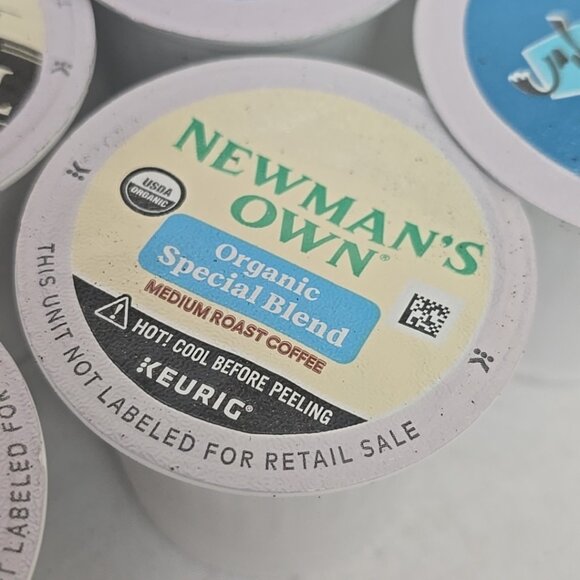 NEWMAN'S
OWN®
USDA
ORGANIC
Organic
Special Blend
MEDIUM ROAST COFFEE
HOT! COOL BEFORE PEELING
KEURIG®
THIS UNIT NOT LABELED FOR RETAIL SALE
LABELED FOR